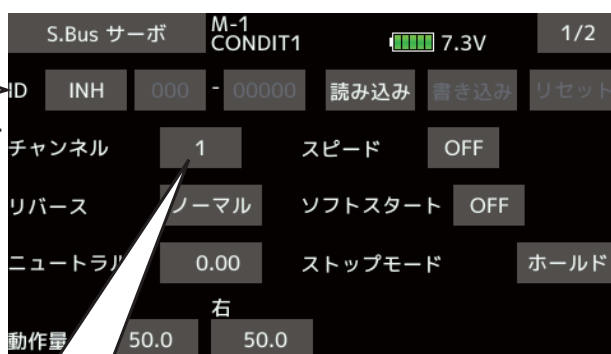 S.Bus サーボ M-1 CONDIT1 7.3V 1/2
ID INH 000 - 00000 読み込み 書き込み リセット
チャンネル 1 スピード OFF
リバース ノーマル ソフトスタート OFF
ニュートラル 0.00 ストップモード ホールド
右
動作量 50.0 50.0